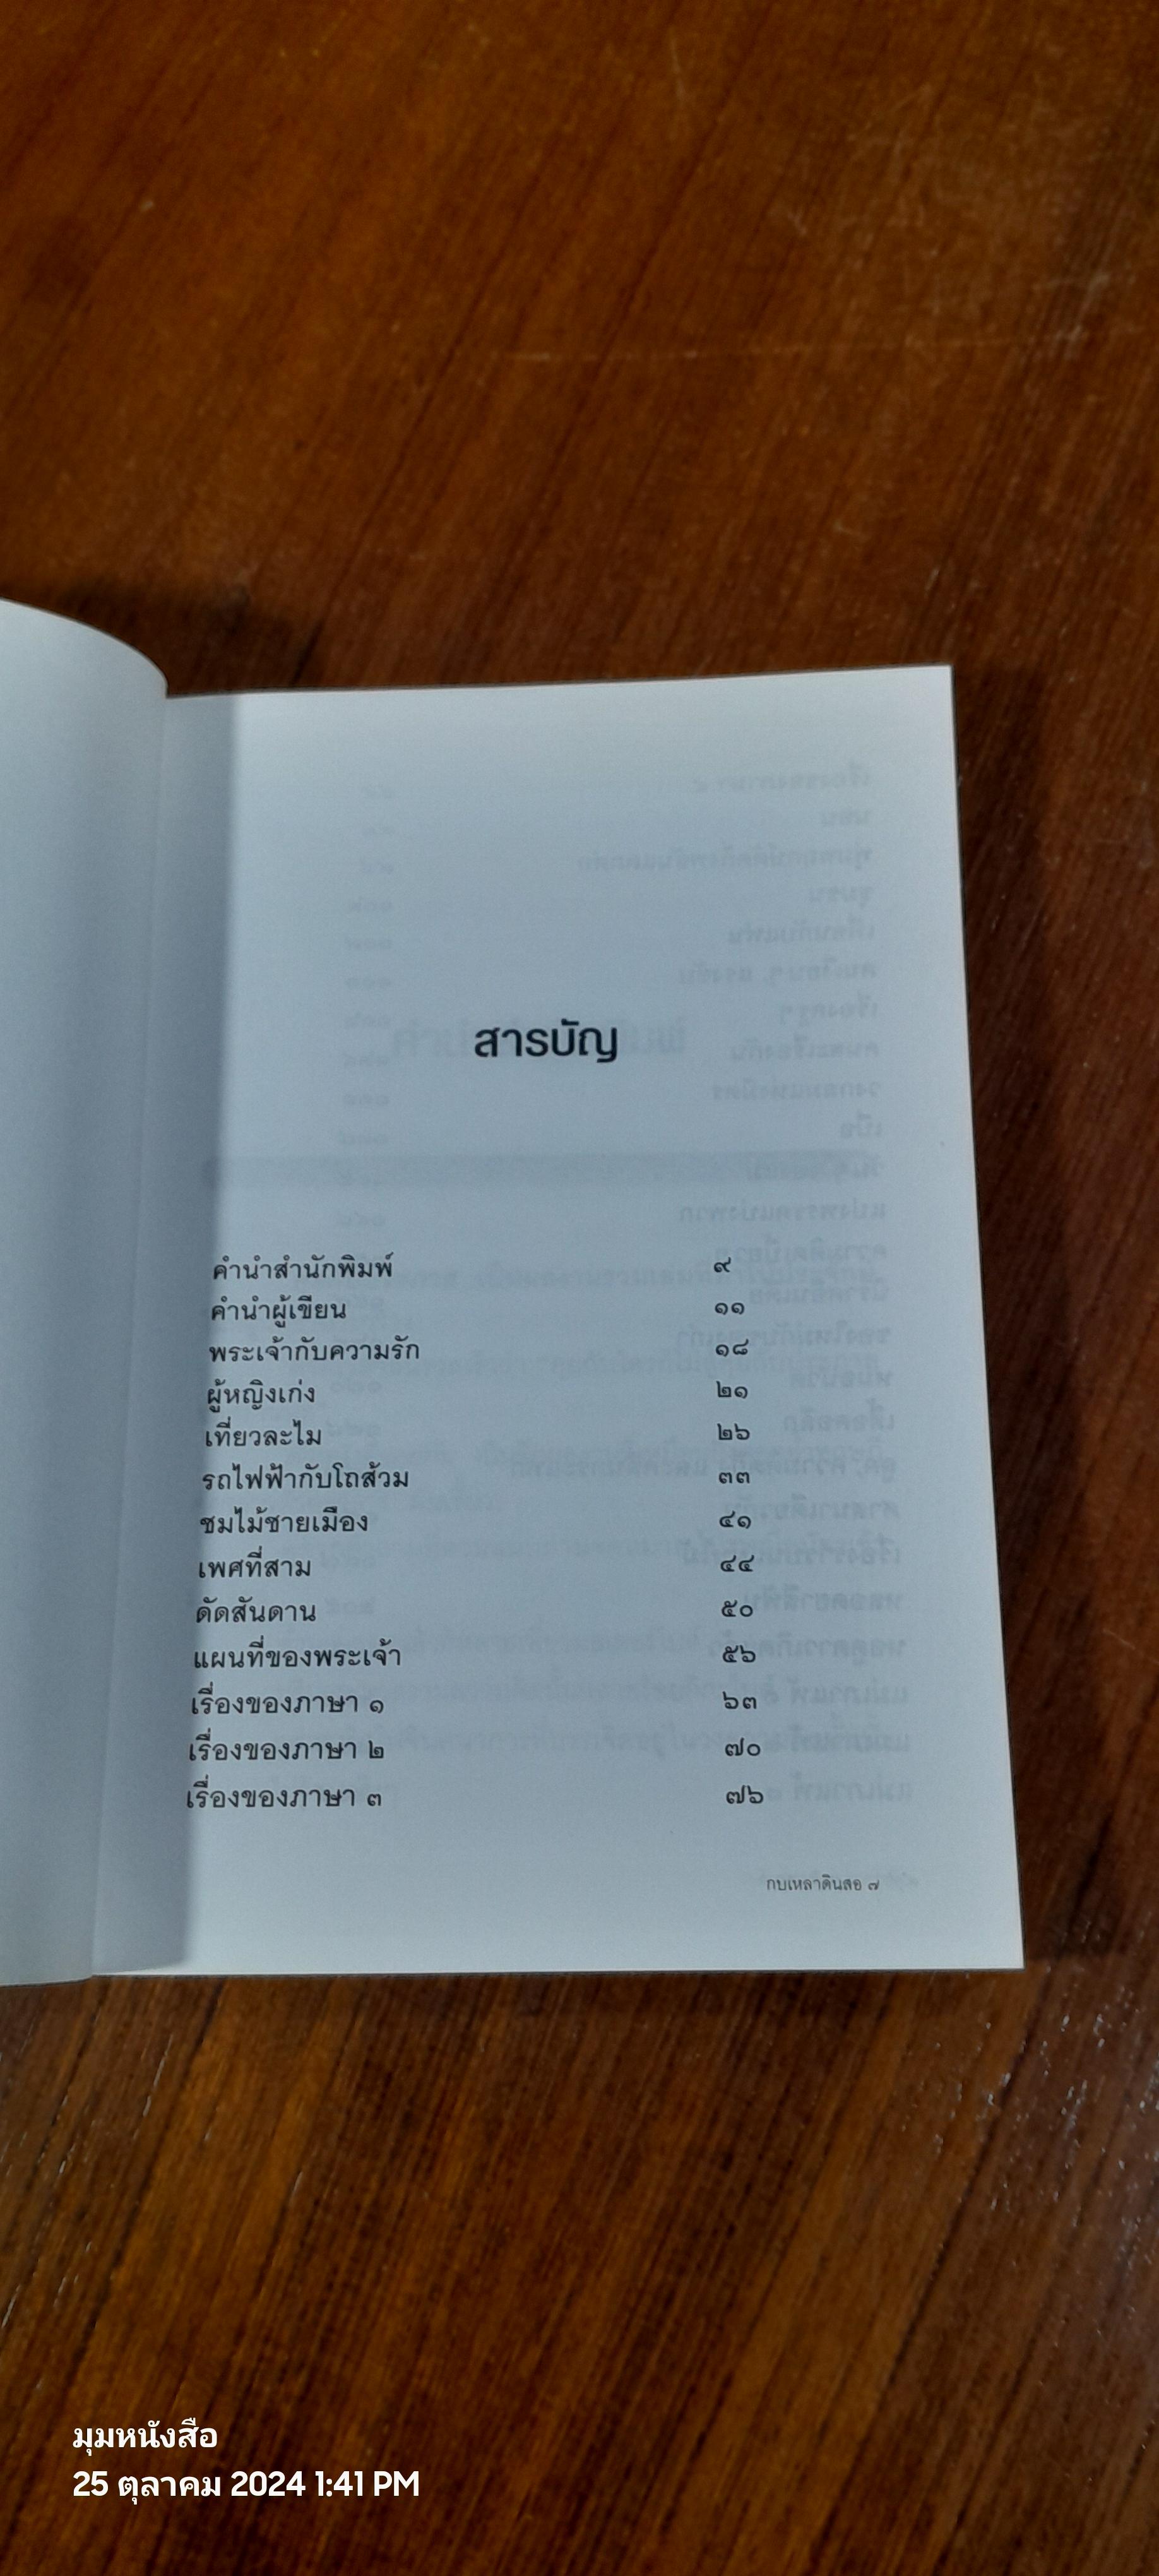 สารบัญ
คำนำสำนักพิมพ์ ๙
คำนำผู้เขียน ๑๑
พระเจ้ากับความรัก ๑๘
ผู้หญิงเก่ง ๒๑
เที่ยวละไม ๒๖
รถไฟฟ้ากับโถส้วม ๓๓
ชมไม้ชายเมือง ๔๑
เพศที่สาม ๔๔
ดัดสันดาน ๕๐
แผนที่ของพระเจ้า ๕๖
เรื่องของภาษา ๑ ๖๓
เรื่องของภาษา ๒ ๗๐
เรื่องของภาษา ๓ ๗๖
กบเหลาดินสอ ๗
มุมหนังสือ
25 ตุลาคม 2024 1:41 PM